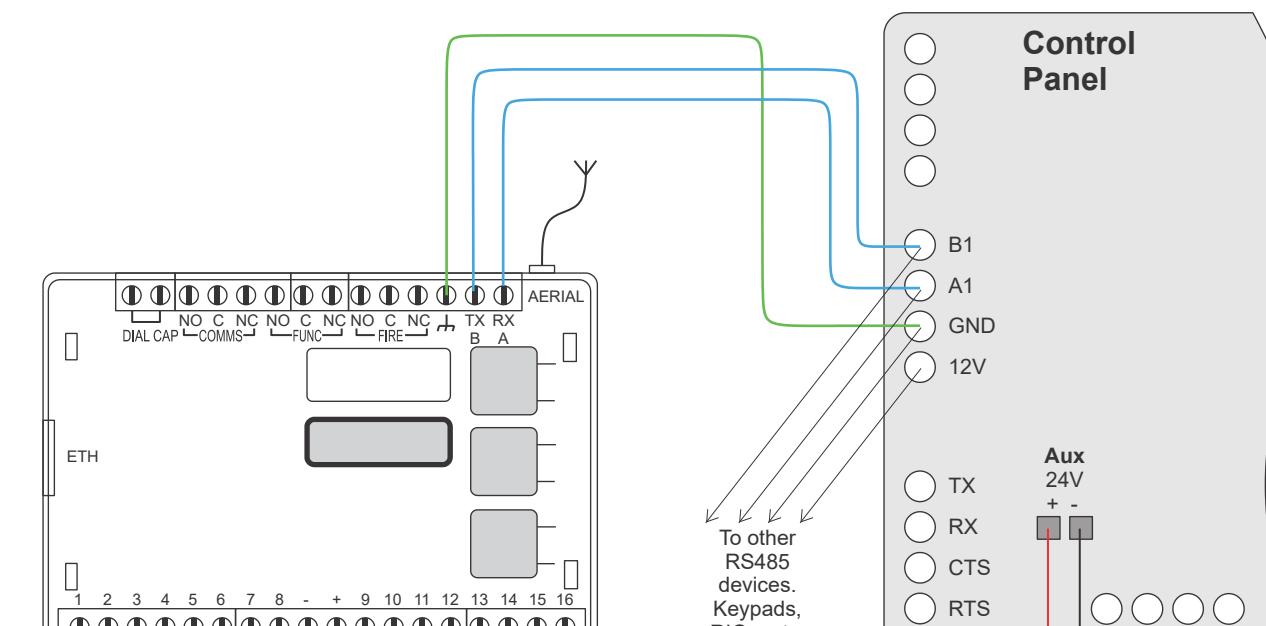 Control
Panel
B1
A1
GND
12V
AERIAL
NO C NC NO C NC NO C NC TX RX
DIAL CAP COMMS FUNC FIRE B A
ETH
Aux
24V
+ -
TX
RX
CTS
RTS
To other
RS485
devices.
Keypads,
1 2 3 4 5 6 7 8 - + 9 10 11 12 13 14 15 16